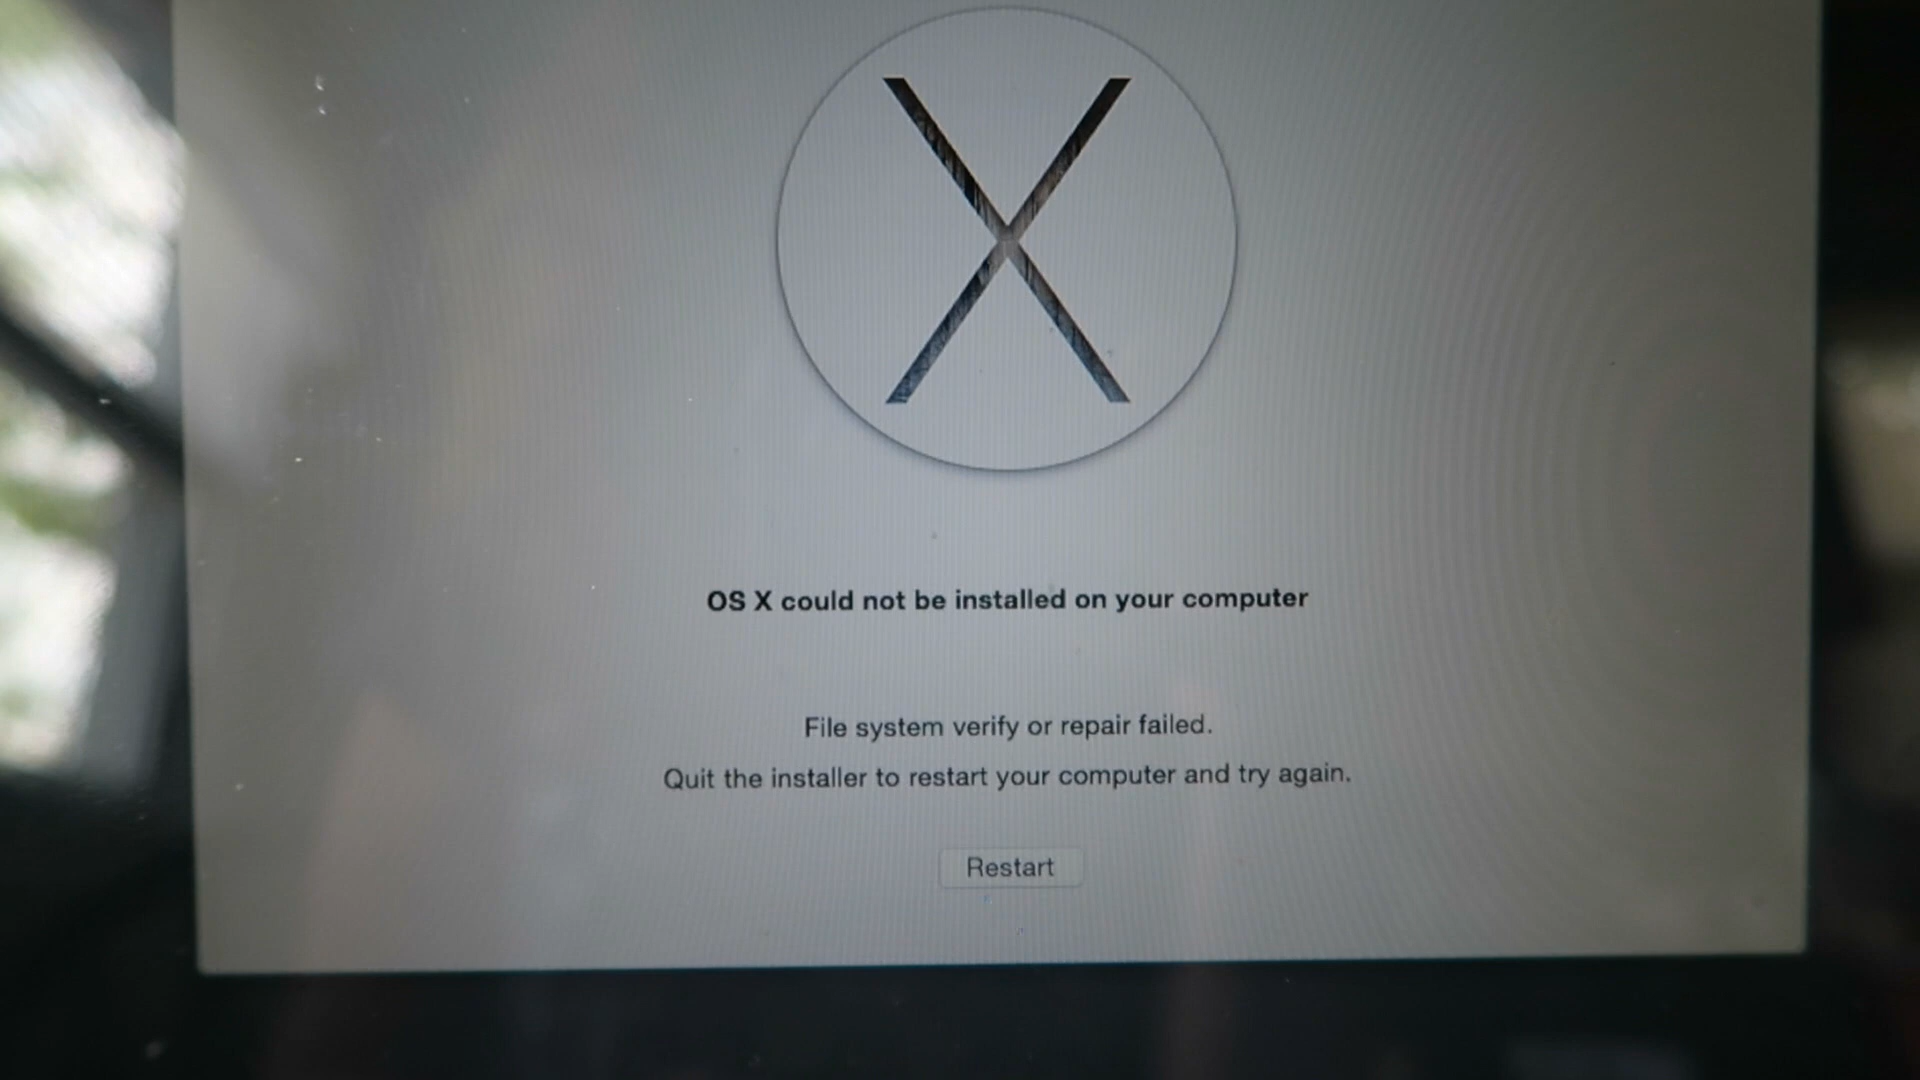 X
OS X could not be installed on your computer
File system verify or repair failed.
Quit the installer to restart your computer and try again.
Restart